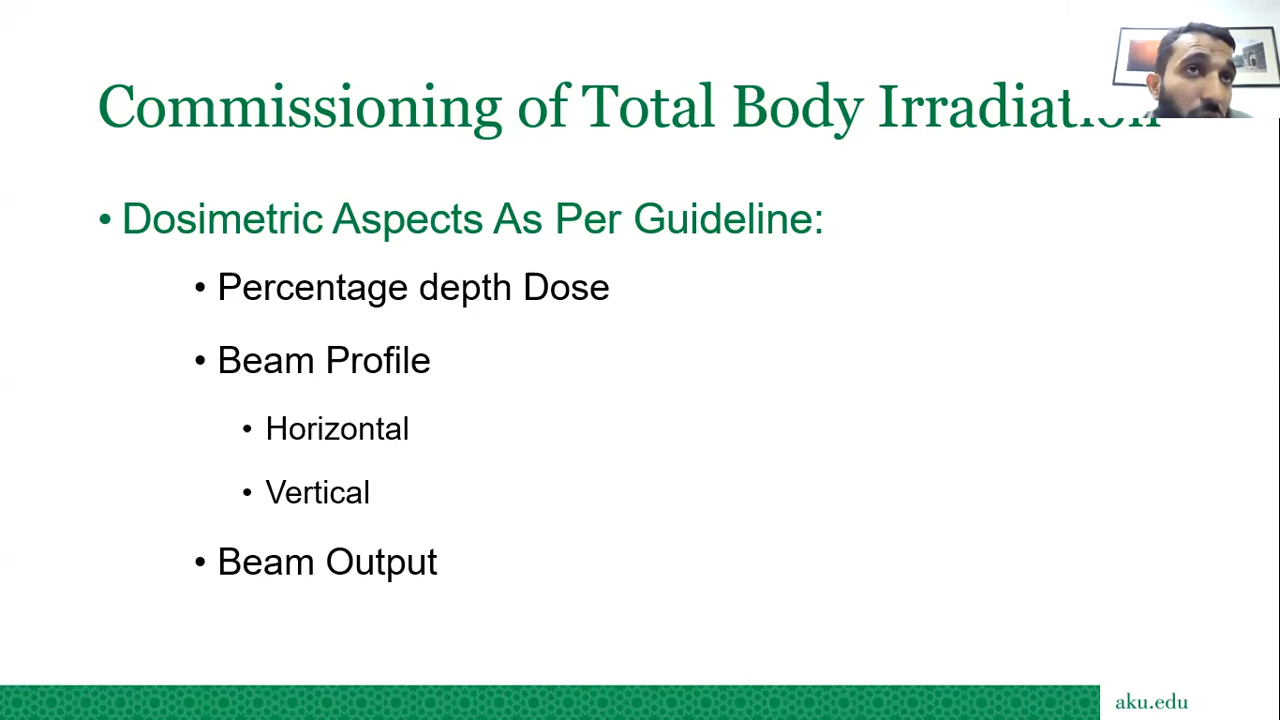 Commissioning of Total Body Irradiation
• Dosimetric Aspects As Per Guideline:
• Percentage depth Dose
• Beam Profile
• Horizontal
• Vertical
• Beam Output
aku.edu